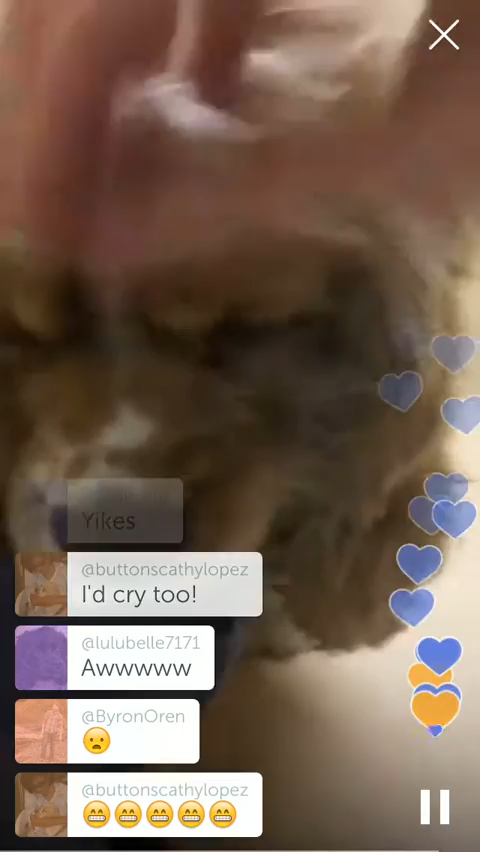 Yikes
@buttonscathylopez
I'd cry too!
@lulubelle7171
Awwwww
@ByronOren
😦
@buttonscathylopez
😁😁😁😁😁